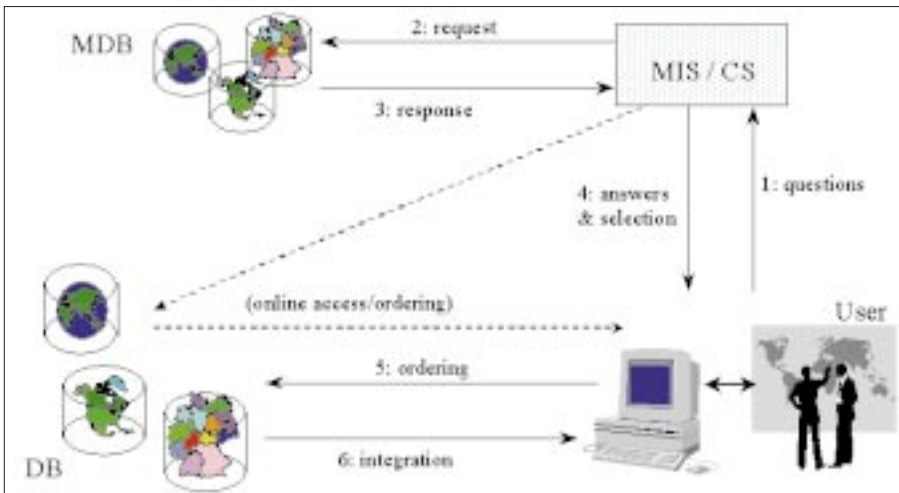 MDB
2: request
MIS / CS
3: response
4: answers
& selection
1: questions
(online access/ordering)
User
5: ordering
DB
6: integration